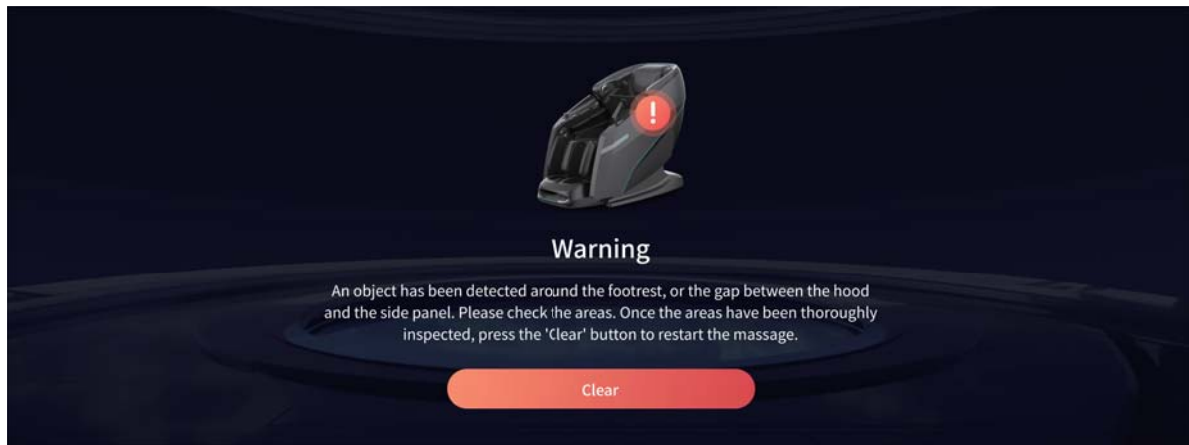 Warning
An object has been detected around the footrest, or the gap between the hood
and the side panel. Please check the areas. Once the areas have been thoroughly
inspected, press the 'Clear' button to restart the massage.
Clear